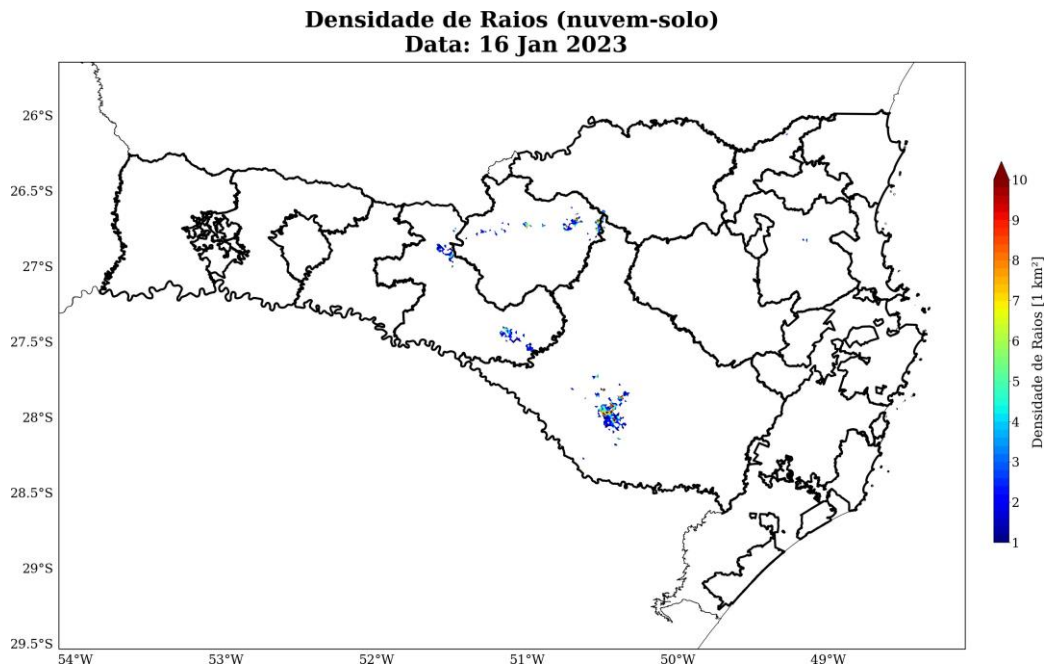 Densidade de Raios (nuvem-solo)
Data: 16 Jan 2023
26°S
26.5°S
27°S
27.5°S
28°S
28.5°S
29°S
29.5°S
54°W
53°W
52°W
51°W
50°W
49°W
10
9
8
7
6
5
4
3
2
1
Densidade de Raios [1 km²]